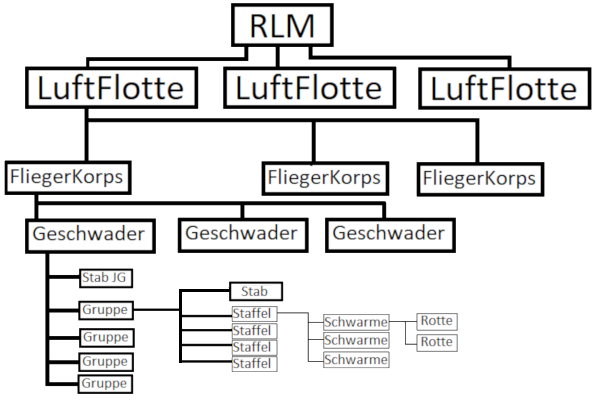 RLM
LuftFlotte
LuftFlotte
LuftFlotte
FliegerKorps
FliegerKorps
FliegerKorps
Geschwader
Geschwader
Geschwader
Stab JG
Gruppe
Gruppe
Gruppe
Gruppe
Stab
Staffel
Staffel
Staffel
Staffel
Schwarme
Schwarme
Schwarme
Rotte
Rotte